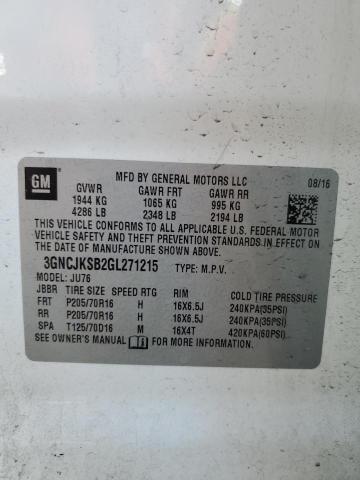 GM
MFD BY GENERAL MOTORS LLC 08/16
GVWR GAWR FRT GAWR RR
1944 KG 1065 KG 995 KG
4286 LB 2348 LB 2194 LB
THIS VEHICLE CONFORMS TO ALL APPLICABLE U.S. FEDERAL MOTOR
VEHICLE SAFETY AND THEFT PREVENTION STANDARDS IN EFFECT ON
THE DATE OF MANUFACTURE SHOWN ABOVE.
3GNCJKSB2GL271215 TYPE: M.P.V.
MODEL: JU76
JBBR TIRE SIZE SPEED RTG RIM COLD TIRE PRESSURE
FRT P205/70R16 H 16X6.5J 240KPA(35PSI)
RR P205/70R16 H 16X6.5J 240KPA(35PSI)
SPA T125/70D16 M 16X4T 420KPA(60PSI)
SEE OWNER'S MANUAL FOR MORE INFORMATION.